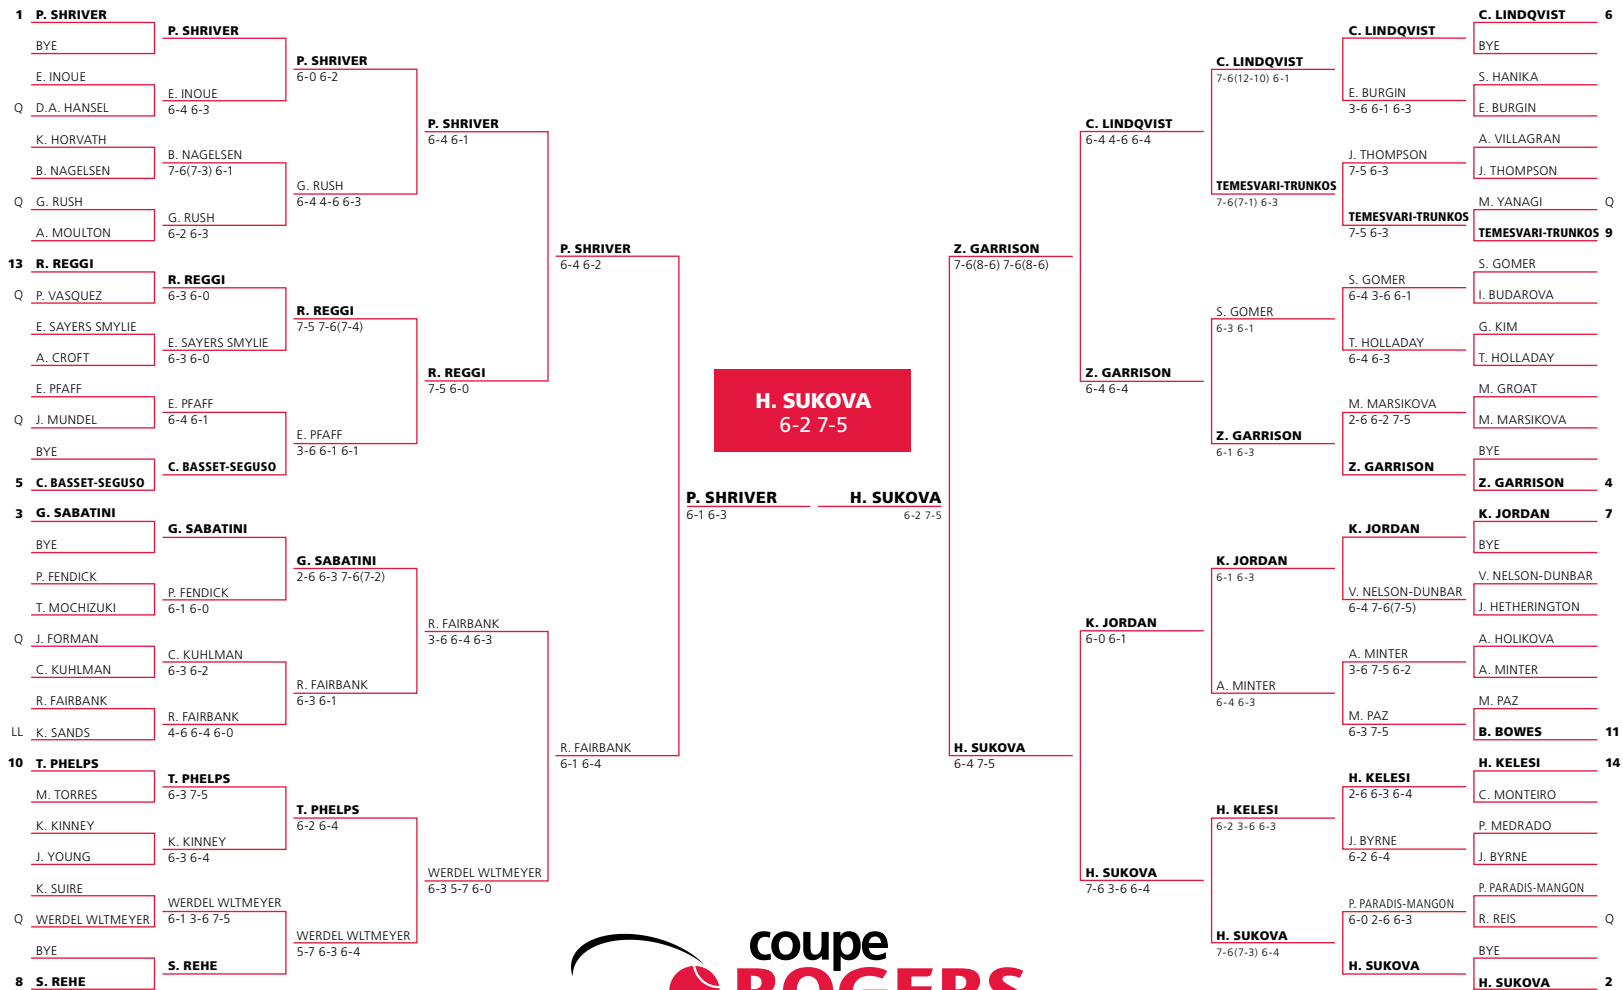 1 P. SHRIVER
BYE
E. INOUE
Q D.A. HANSEL
K. HORVATH
B. NAGELSEN
Q G. RUSH
A. MOULTON
13 R. REGGI
Q P. VASQUEZ
E. SAYERS SMYLIE
A. CROFT
E. PFAFF
Q J. MUNDEL
BYE
5 C. BASSET-SEGUSO
3 G. SABATINI
BYE
P. FENDICK
T. MOCHIZUKI
Q J. FORMAN
C. KUHLMAN
R. FAIRBANK
LL K. SANDS
10 T. PHELPS
M. TORRES
K. KINNEY
J. YOUNG
K. SUIRE
Q WERDEL WLTMEYER
BYE
8 S. REHE
P. SHRIVER
E. INOUE
6-4 6-3
B. NAGELSEN
7-6(7-3) 6-1
G. RUSH
6-2 6-3
R. REGGI
6-3 6-0
E. SAYERS SMYLIE
6-3 6-0
E. PFAFF
6-4 6-1
C. BASSET-SEGUSO
G. SABATINI
P. FENDICK
6-1 6-0
C. KUHLMAN
6-3 6-2
R. FAIRBANK
4-6 6-4 6-0
T. PHELPS
6-3 7-5
K. KINNEY
6-3 6-4
WERDEL WLTMEYER
6-1 3-6 7-5
S. REHE
P. SHRIVER
6-0 6-2
G. RUSH
6-4 4-6 6-3
R. REGGI
7-5 7-6(7-4)
E. PFAFF
3-6 6-1 6-1
G. SABATINI
2-6 6-3 7-6(7-2)
R. FAIRBANK
6-3 6-1
T. PHELPS
6-2 6-4
WERDEL WLTMEYER
5-7 6-3 6-4
P. SHRIVER
6-4 6-1
R. REGGI
7-5 6-0
R. FAIRBANK
3-6 6-4 6-3
WERDEL WLTMEYER
6-3 5-7 6-0
P. SHRIVER
6-4 6-2
R. FAIRBANK
6-1 6-4
P. SHRIVER
6-1 6-3
H. SUKOVA
6-2 7-5
H. SUKOVA
6-2 7-5
Z. GARRISON
7-6(8-6) 7-6(8-6)
H. SUKOVA
6-4 7-5
C. LINDQVIST
6-4 4-6 6-4
Z. GARRISON
6-4 6-4
K. JORDAN
6-0 6-1
H. SUKOVA
7-6 3-6 6-4
C. LINDQVIST
7-6(12-10) 6-1
TEMESVARI-TRUNKOS
7-6(7-1) 6-3
S. GOMER
6-3 6-1
Z. GARRISON
6-1 6-3
K. JORDAN
6-1 6-3
A. MINTER
6-4 6-3
H. KELESI
6-2 3-6 6-3
H. SUKOVA
7-6(7-3) 6-4
C. LINDQVIST
E. BURGIN
3-6 6-1 6-3
J. THOMPSON
7-5 6-3
TEMESVARI-TRUNKOS
7-5 6-3
S. GOMER
6-4 3-6 6-1
T. HOLLADAY
6-4 6-3
M. MARSIKOVA
2-6 6-2 7-5
Z. GARRISON
K. JORDAN
V. NELSON-DUNBAR
6-4 7-6(7-5)
A. MINTER
3-6 7-5 6-2
M. PAZ
6-3 7-5
H. KELESI
2-6 6-3 6-4
J. BYRNE
6-2 6-4
P. PARADIS-MANGON
6-0 2-6 6-3
H. SUKOVA
C. LINDQVIST 6
BYE
S. HANIKA
E. BURGIN
A. VILLAGRAN
J. THOMPSON
M. YANAGI Q
TEMESVARI-TRUNKOS 9
S. GOMER
I. BUDAROVA
G. KIM
T. HOLLADAY
M. GROAT
M. MARSIKOVA
BYE
Z. GARRISON 4
K. JORDAN 7
BYE
V. NELSON-DUNBAR
J. HETHERINGTON
A. HOLIKOVA
A. MINTER
M. PAZ
B. BOWES 11
H. KELESI 14
C. MONTEIRO
P. MEDRADO
J. BYRNE
P. PARADIS-MANGON
R. REIS Q
BYE
H. SUKOVA 2
coupe
ROGERS